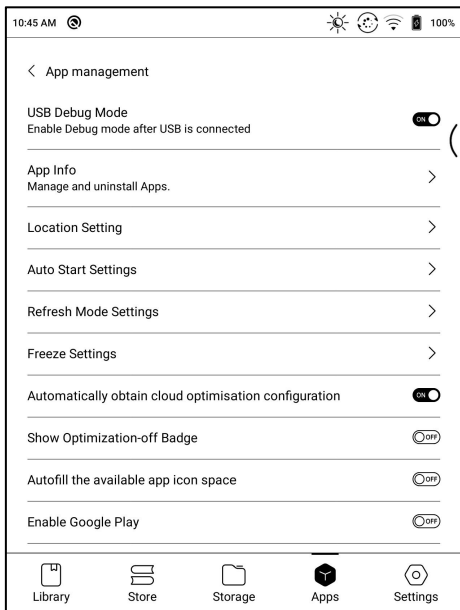 10:45 AM 100%
App management
USB Debug Mode
Enable Debug mode after USB is connected
ON
App Info
Manage and uninstall Apps.
Location Setting
Auto Start Settings
Refresh Mode Settings
Freeze Settings
Automatically obtain cloud optimisation configuration ON
Show Optimization-off Badge OFF
Autofill the available app icon space OFF
Enable Google Play OFF
Library Store Storage Apps Settings